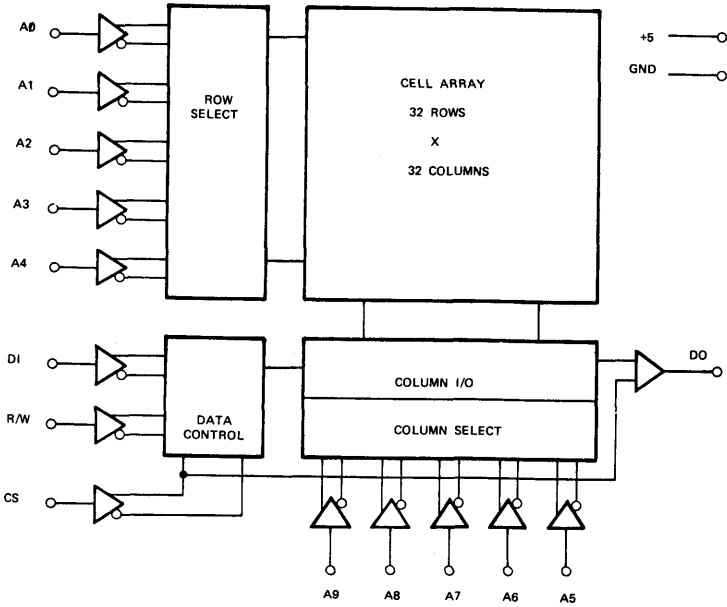 A0
A1
A2
A3
A4
ROW
SELECT
CELL ARRAY
32 ROWS
X
32 COLUMNS
+5
GND
DI
R/W
CS
DATA
CONTROL
COLUMN I/O
COLUMN SELECT
DO
A9
A8
A7
A6
A5